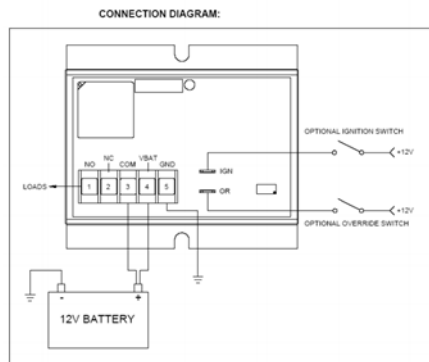 CONNECTION DIAGRAM:
OPTIONAL IGNITION SWITCH
NO NC COM VBAT GND
IGN
+12V
LOADS
1 2 3 4 5
OR
+12V
OPTIONAL OVERRIDE SWITCH
- +
12V BATTERY